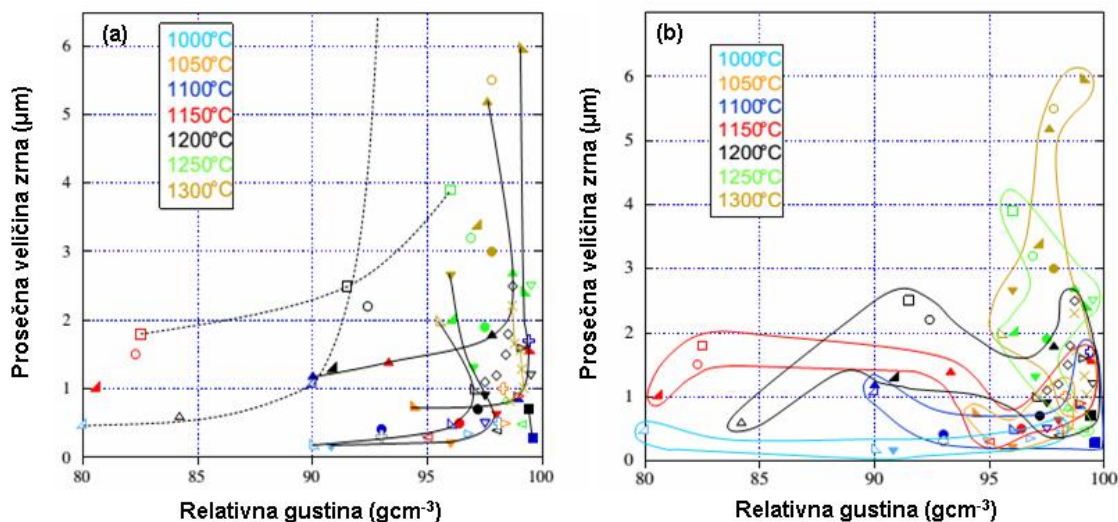 (a)
1000°C
1050°C
1100°C
1150°C
1200°C
1250°C
1300°C
Prosečna veličina zrna (μm)
6
5
4
3
2
1
0
80
85
90
95
100
Relativna gustina (gcm-3)
(b)
1000°C
1050°C
1100°C
1150°C
1200°C
1250°C
1300°C
Prosečna veličina zrna (μm)
6
5
4
3
2
1
0
80
85
90
95
100
Relativna gustina (gcm-3)